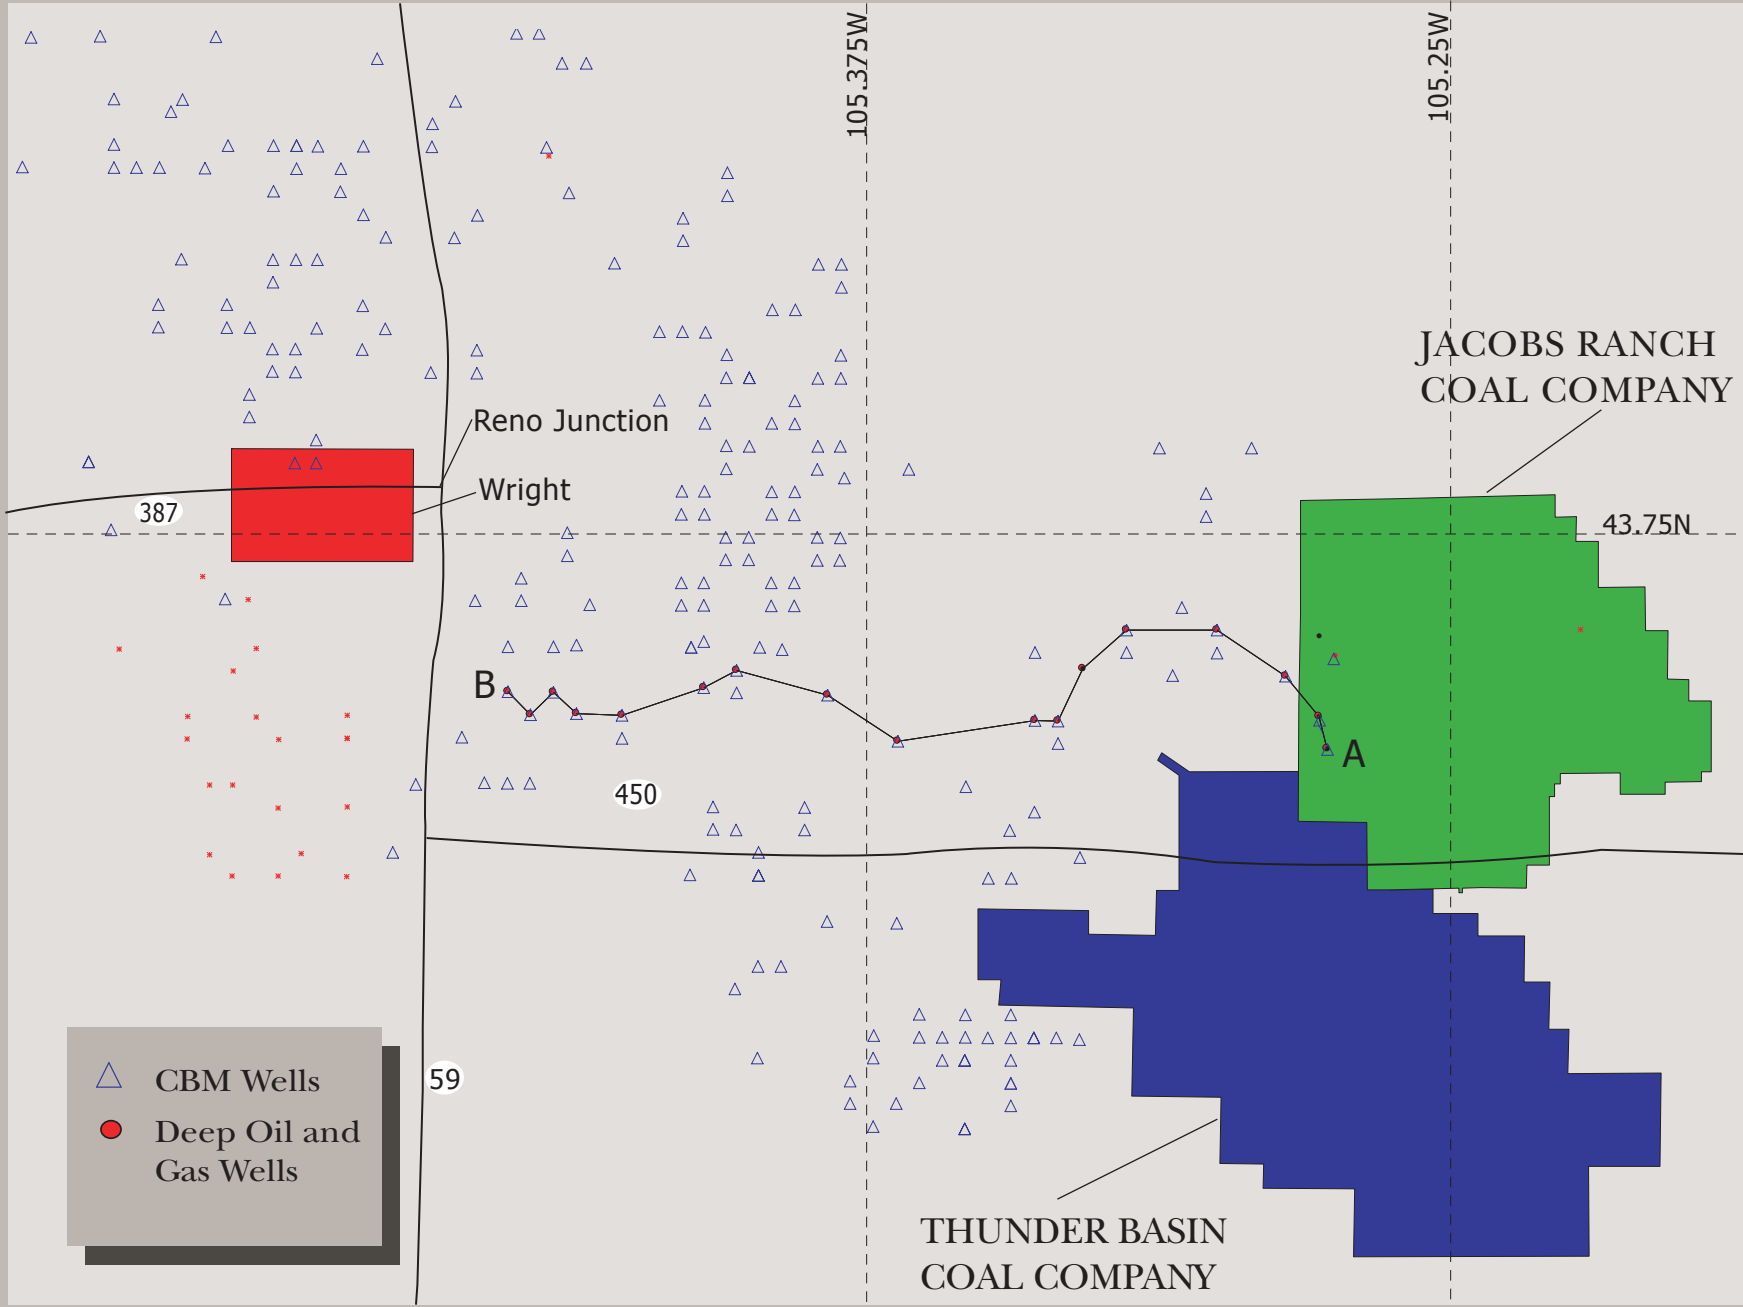 105.375W
105.25W
JACOBS RANCH
COAL COMPANY
Reno Junction
Wright
387
43.75N
B
A
450
59
CBM Wells
Deep Oil and
Gas Wells
THUNDER BASIN
COAL COMPANY